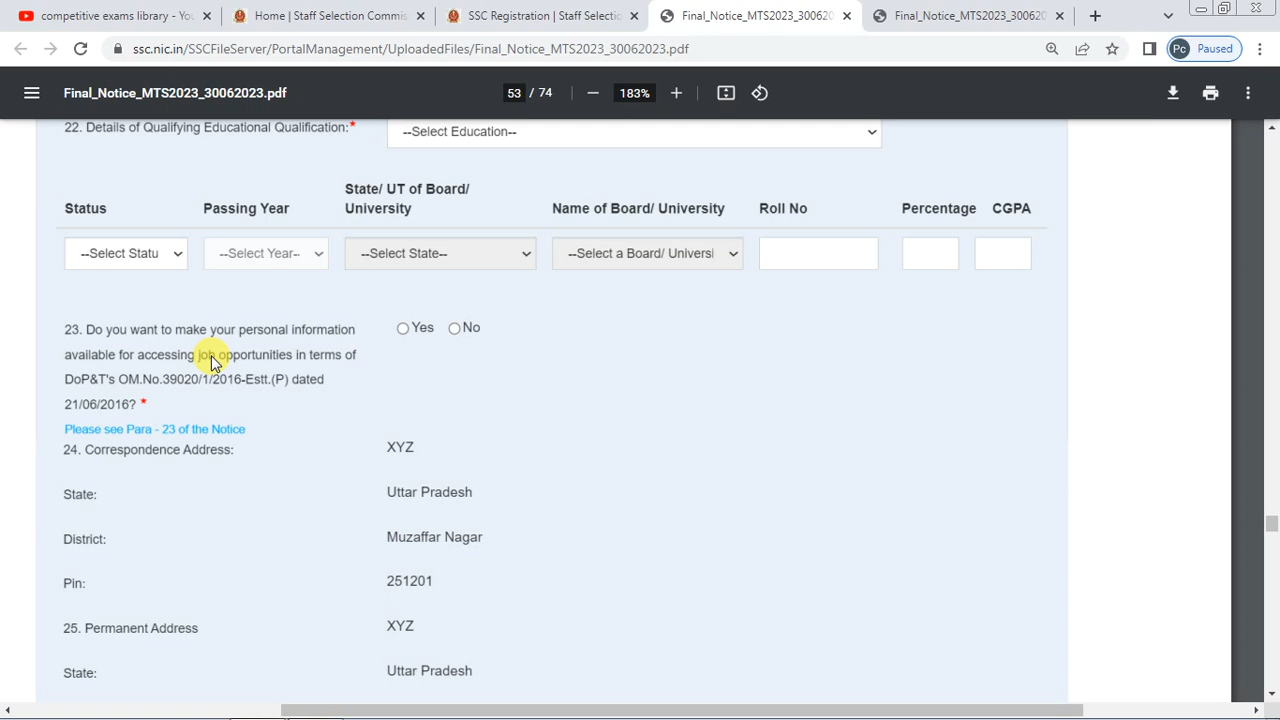 competitive exams library - You
Home | Staff Selection Commis
SSC Registration | Staff Selectio
Final_Notice_MTS2023_3006202
Final_Notice_MTS2023_3006202
ssc.nic.in/SSCFileServer/PortalManagement/UploadedFiles/Final_Notice_MTS2023_30062023.pdf
Pc Paused
Final_Notice_MTS2023_30062023.pdf
53 / 74
183%
22. Details of Qualifying Educational Qualification:*
--Select Education--
Status
Passing Year
State/ UT of Board/
University
Name of Board/ University
Roll No
Percentage
CGPA
--Select Statu
--Select Year--
--Select State--
--Select a Board/ Universi
23. Do you want to make your personal information
available for accessing job opportunities in terms of
DoP&T's OM.No.39020/1/2016-Estt.(P) dated
21/06/2016? *
Yes No
Please see Para - 23 of the Notice
24. Correspondence Address:
XYZ
State:
Uttar Pradesh
District:
Muzaffar Nagar
Pin:
251201
25. Permanent Address
XYZ
State:
Uttar Pradesh